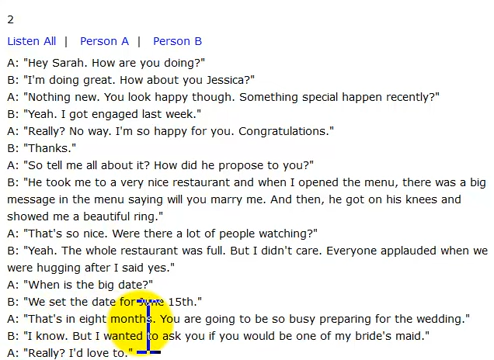 2
Listen All | Person A | Person B
A: "Hey Sarah. How are you doing?"
B: "I'm doing great. How about you Jessica?"
A: "Nothing new. You look happy though. Something special happen recently?"
B: "Yeah. I got engaged last week."
A: "Really? No way. I'm so happy for you. Congratulations."
B: "Thanks."
A: "So tell me all about it? How did he propose to you?"
B: "He took me to a very nice restaurant and when I opened the menu, there was a big
message in the menu saying will you marry me. And then, he got on his knees and
showed me a beautiful ring."
A: "That's so nice. Were there a lot of people watching?"
B: "Yeah. The whole restaurant was full. But I didn't care. Everyone applauded when we
were hugging after I said yes."
A: "When is the big date?"
B: "We set the date for June 15th."
A: "That's in eight months. You are going to be so busy preparing for the wedding."
B: "I know. But I wanted to ask you if you would be one of my bride's maid."
A: "Really? I'd love to."